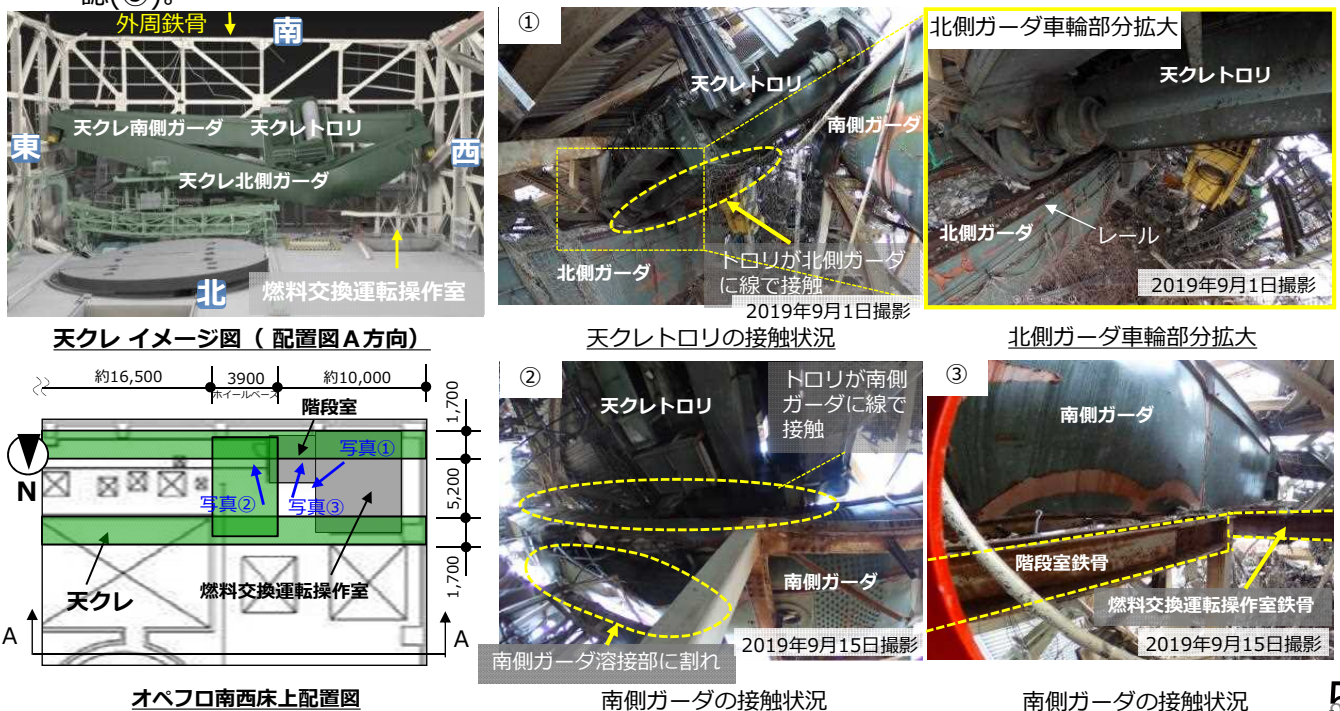 認(③)。
外周鉄骨
南
天クレ南側ガーダ
天クレトロリ
東
西
天クレ北側ガーダ
北
燃料交換運転操作室
天クレ イメージ図（ 配置図A方向）
①
天クレトロリ
南側ガーダ
北側ガーダ
トロリが北側ガーダ
に線で接触
2019年9月1日撮影
天クレトロリの接触状況
北側ガーダ車輪部分拡大
天クレトロリ
北側ガーダ
レール
2019年9月1日撮影
北側ガーダ車輪部分拡大
約16,500
3900
約10,000
ホイールベース
階段室
1,700
写真①
N
写真②
写真③
5,200
天クレ
燃料交換運転操作室
1,700
A
A
オペフロ南西床上配置図
②
天クレトロリ
トロリが南側
ガーダに線で
接触
南側ガーダ
南側ガーダ溶接部に割れ
2019年9月15日撮影
南側ガーダの接触状況
③
南側ガーダ
階段室鉄骨
燃料交換運転操作室鉄骨
2019年9月15日撮影
南側ガーダの接触状況